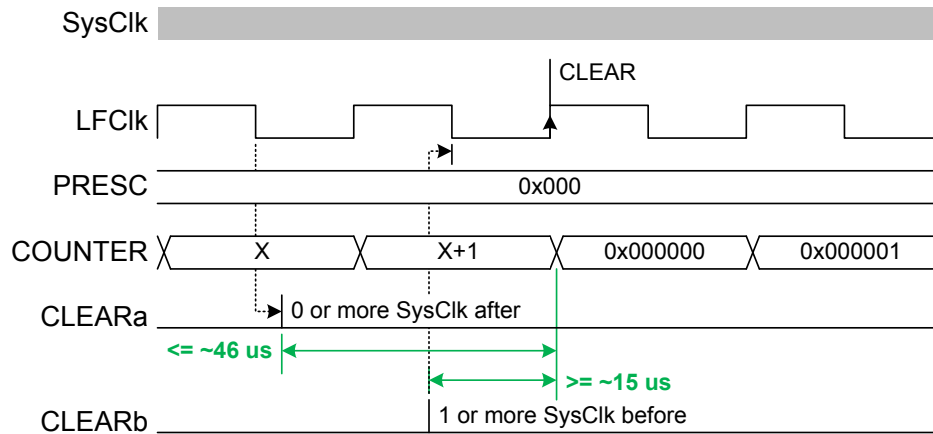 SysClk
CLEAR
LFClk
PRESC 0x000
COUNTER X X+1 0x000000 0x000001
CLEARa 0 or more SysClk after
<= ~46 us
>= ~15 us
CLEARb 1 or more SysClk before